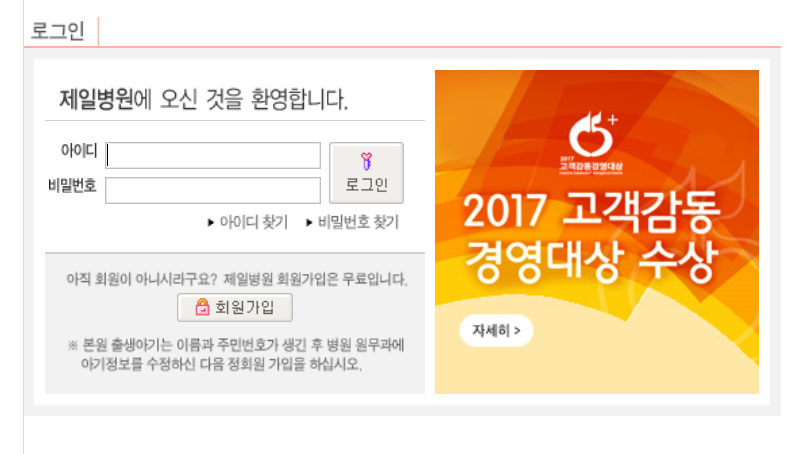 로그인
제일병원에 오신 것을 환영합니다.
아이디
비밀번호
로그인
▶ 아이디 찾기 ▶ 비밀번호 찾기
아직 회원이 아니시라구요? 제일병원 회원가입은 무료입니다.
회원가입
※ 본원 출생아기는 이름과 주민번호가 생긴 후 병원 원무과에
아기정보를 수정하신 다음 정회원 가입을 하십시오.
2017
고객감동경영대상
2017 고객감동
경영대상 수상
자세히 >